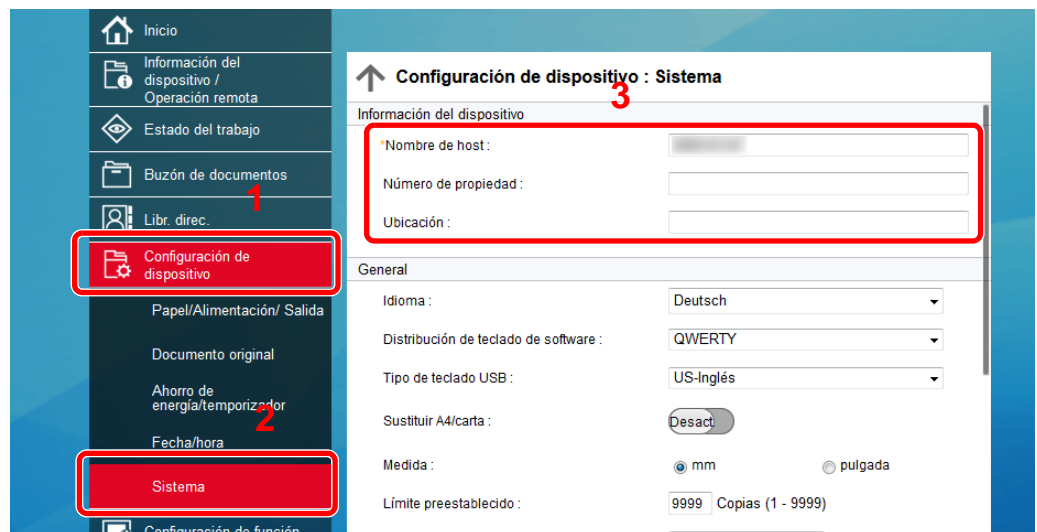 Inicio
Información del
dispositivo /
Operación remota
Estado del trabajo
Buzón de documentos
1
Libr. direc.
Configuración de
dispositivo
Papel/Alimentación/ Salida
Documento original
Ahorro de
energía/temporizador
2
Fecha/hora
Sistema
Configuración de función
Configuración de dispositivo : Sistema
3
Información del dispositivo
*Nombre de host :
Número de propiedad :
Ubicación :
General
Idioma : Deutsch
Distribución de teclado de software : QWERTY
Tipo de teclado USB : US-Inglés
Sustituir A4/carta : Desact.
Medida : mm pulgada
Límite preestablecido : 9999 Copias (1 - 9999)